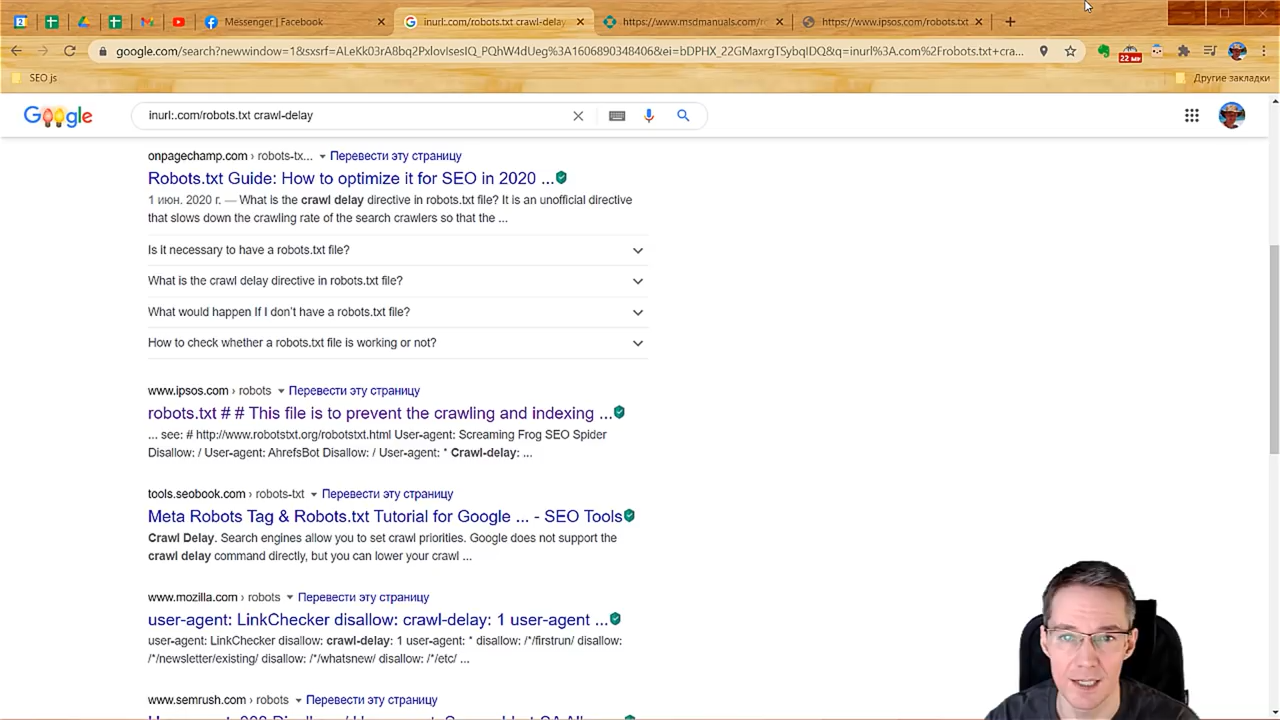 Messenger | Facebook
inurl:.com/robots.txt crawl-delay
https://www.msdmanuals.com/r
https://www.ipsos.com/robots.txt
google.com/search?newwindow=1&sxsrf=ALeKk03rA8bq2PxIovIsesIQ_PQhW4dUeg%3A1606890348406&ei=bDPHX_22GMaxrgTSybqIDQ&q=inurl%3A.com%2Frobots.txt+cra...
22 мм
SEO js
Другие закладки
Google
inurl:.com/robots.txt crawl-delay
onpagechamp.com › robots-tx... Перевести эту страницу
Robots.txt Guide: How to optimize it for SEO in 2020 ...
1 июн. 2020 г. — What is the crawl delay directive in robots.txt file? It is an unofficial directive
that slows down the crawling rate of the search crawlers so that the ...
Is it necessary to have a robots.txt file?
What is the crawl delay directive in robots.txt file?
What would happen If I don't have a robots.txt file?
How to check whether a robots.txt file is working or not?
www.ipsos.com › robots Перевести эту страницу
robots.txt # # This file is to prevent the crawling and indexing ...
... see: # http://www.robotstxt.org/robotstxt.html User-agent: Screaming Frog SEO Spider
Disallow: / User-agent: AhrefsBot Disallow: / User-agent: * Crawl-delay: ...
tools.seobook.com › robots-txt Перевести эту страницу
Meta Robots Tag & Robots.txt Tutorial for Google ... - SEO Tools
Crawl Delay. Search engines allow you to set crawl priorities. Google does not support the
crawl delay command directly, but you can lower your crawl ...
www.mozilla.com › robots Перевести эту страницу
user-agent: LinkChecker disallow: crawl-delay: 1 user-agent ...
user-agent: LinkChecker disallow: crawl-delay: 1 user-agent: * disallow: /*/firstrun/ disallow:
/*/newsletter/existing/ disallow: /*/whatsnew/ disallow: /*/etc/ ...
www.semrush.com › robots Перевести эту страницу